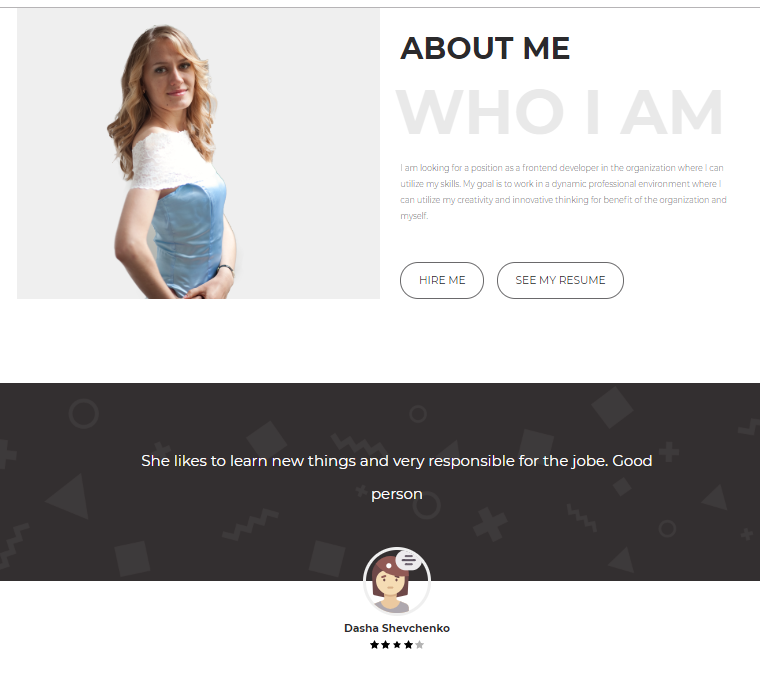 ABOUT ME
WHO I AM
I am looking for a position as a frontend developer in the organization where I can
utilize my skills. My goal is to work in a dynamic professional environment where I
can utilize my creativity and innovative thinking for benefit of the organization and
myself.
HIRE ME
SEE MY RESUME
She likes to learn new things and very responsible for the jobe. Good
person
Dasha Shevchenko